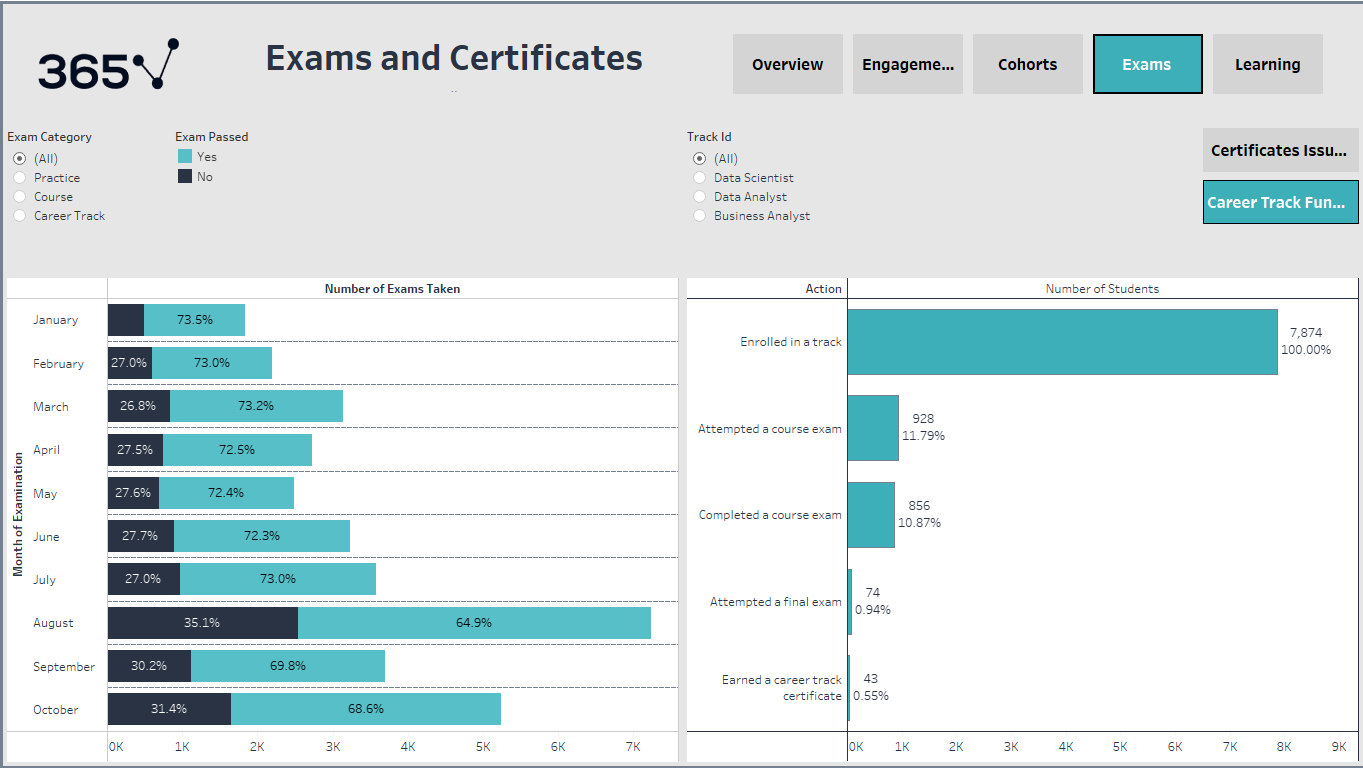 365
Exams and Certificates
..
Overview
Engageme...
Cohorts
Exams
Learning
Exam Category
(All)
Practice
Course
Career Track
Exam Passed
Yes
No
Track Id
(All)
Data Scientist
Data Analyst
Business Analyst
Certificates Issu...
Career Track Fun...
Number of Exams Taken
Month of Examination
January
73.5%
February
27.0%
73.0%
March
26.8%
73.2%
April
27.5%
72.5%
May
27.6%
72.4%
June
27.7%
72.3%
July
27.0%
73.0%
August
35.1%
64.9%
September
30.2%
69.8%
October
31.4%
68.6%
0K
1K
2K
3K
4K
5K
6K
7K
Action
Number of Students
Enrolled in a track
7,874
100.00%
Attempted a course exam
928
11.79%
Completed a course exam
856
10.87%
Attempted a final exam
74
0.94%
Earned a career track
certificate
43
0.55%
0K
1K
2K
3K
4K
5K
6K
7K
8K
9K